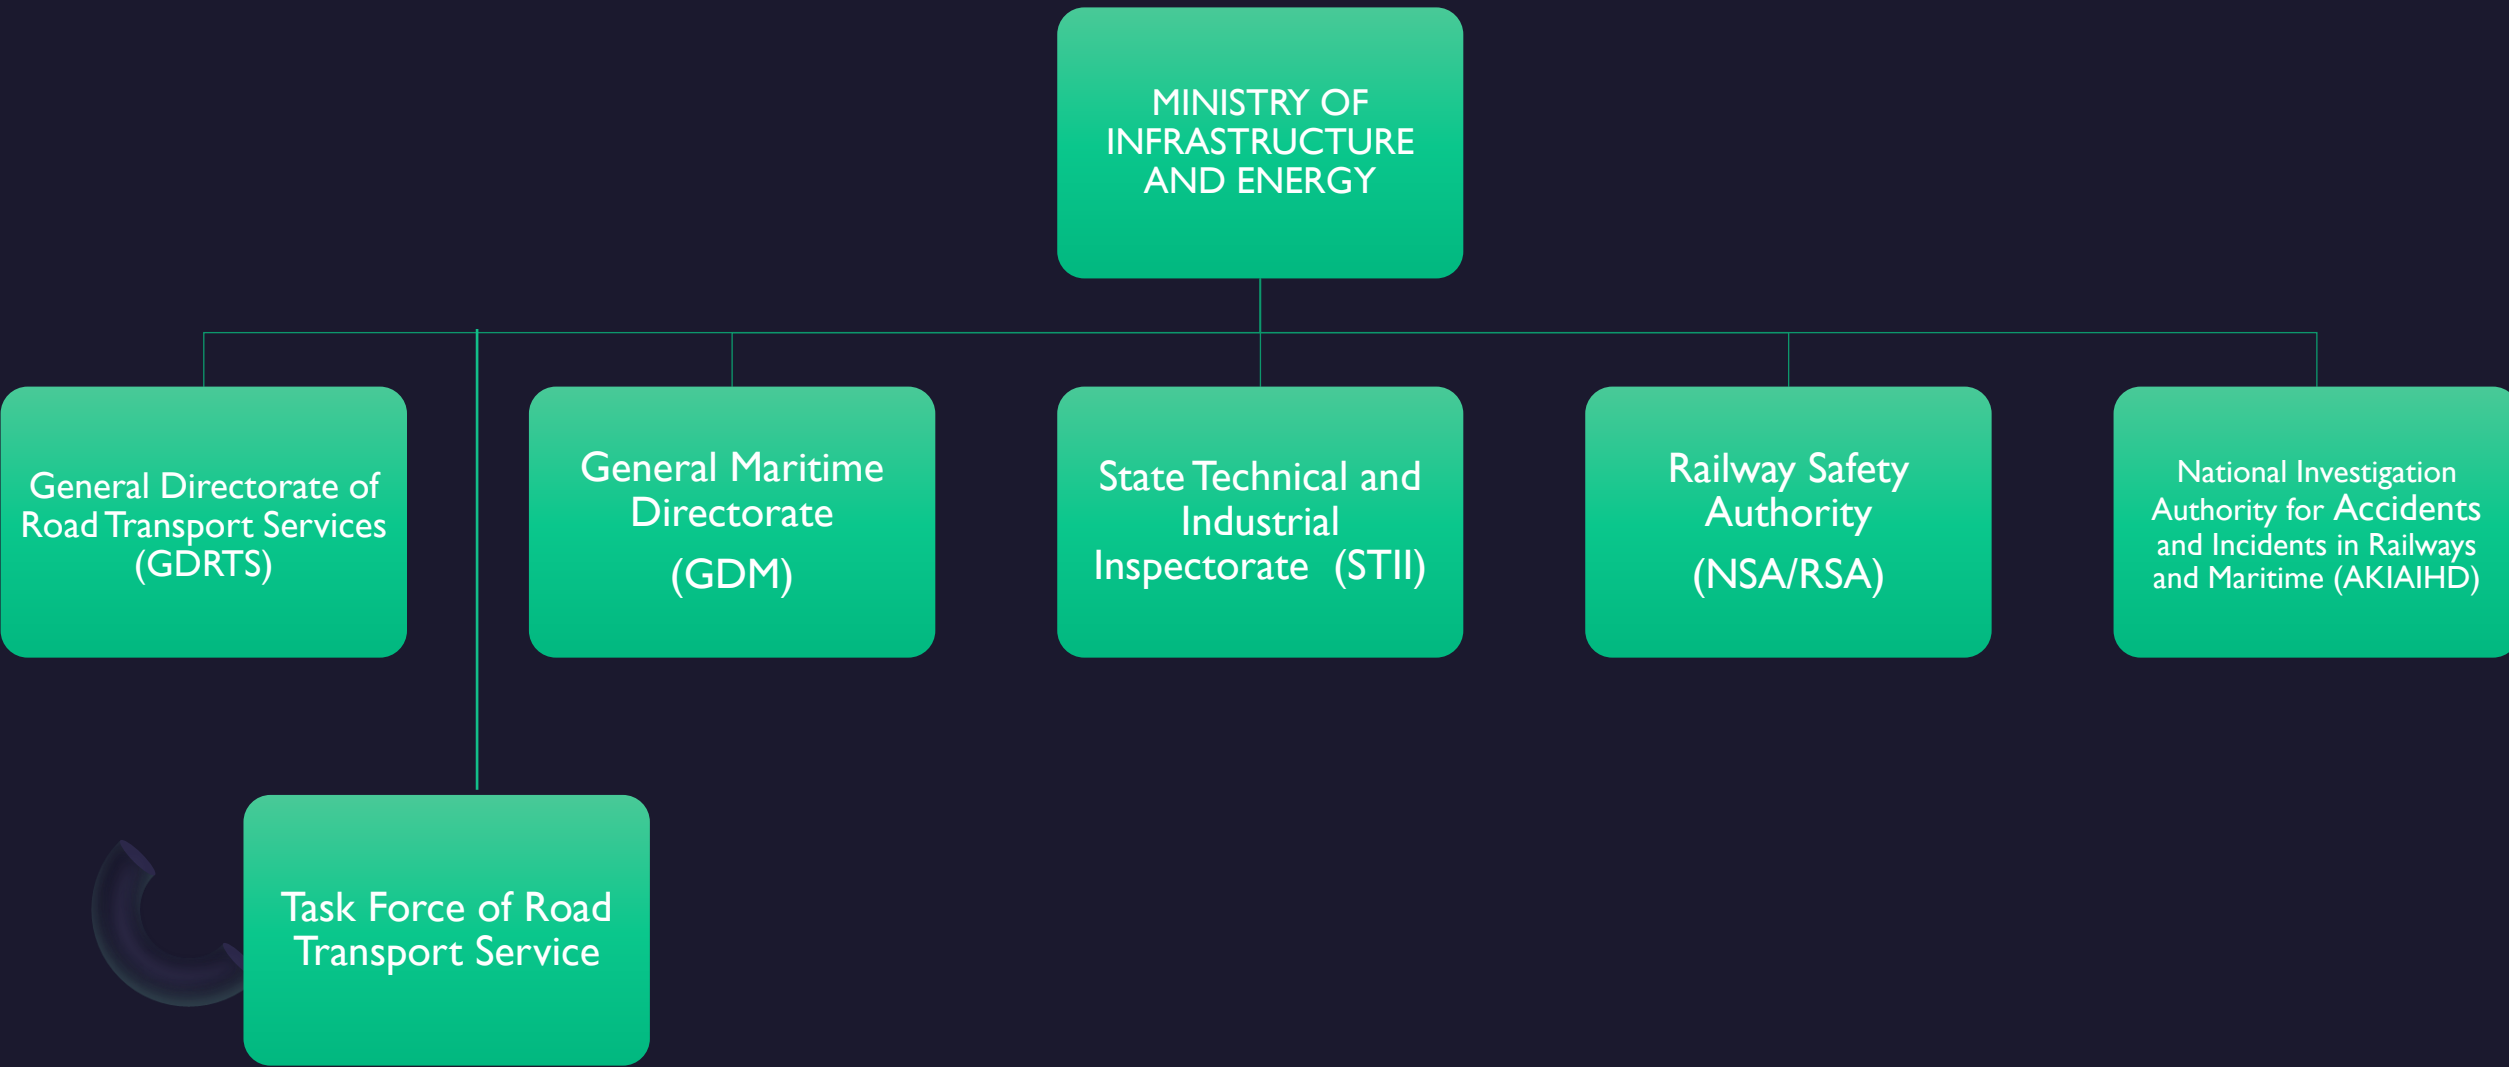 MINISTRY OF
INFRASTRUCTURE
AND ENERGY
General Directorate of
Road Transport Services
(GDRTS)
General Maritime
Directorate
(GDM)
State Technical and
Industrial
Inspectorate (STII)
Railway Safety
Authority
(NSA/RSA)
National Investigation
Authority for Accidents
and Incidents in Railways
and Maritime (AKIAIHD)
Task Force of Road
Transport Service